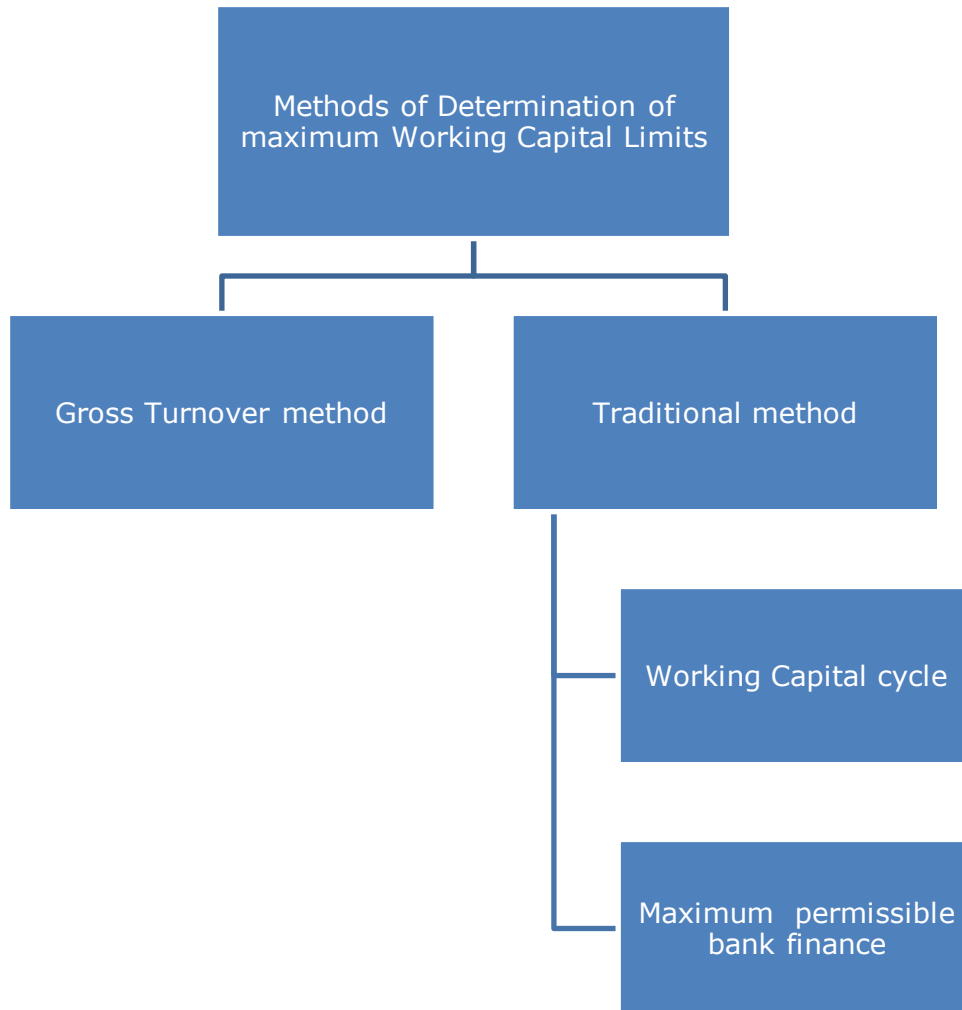 Methods of Determination of
maximum Working Capital Limits
Gross Turnover method
Traditional method
Working Capital cycle
Maximum permissible
bank finance